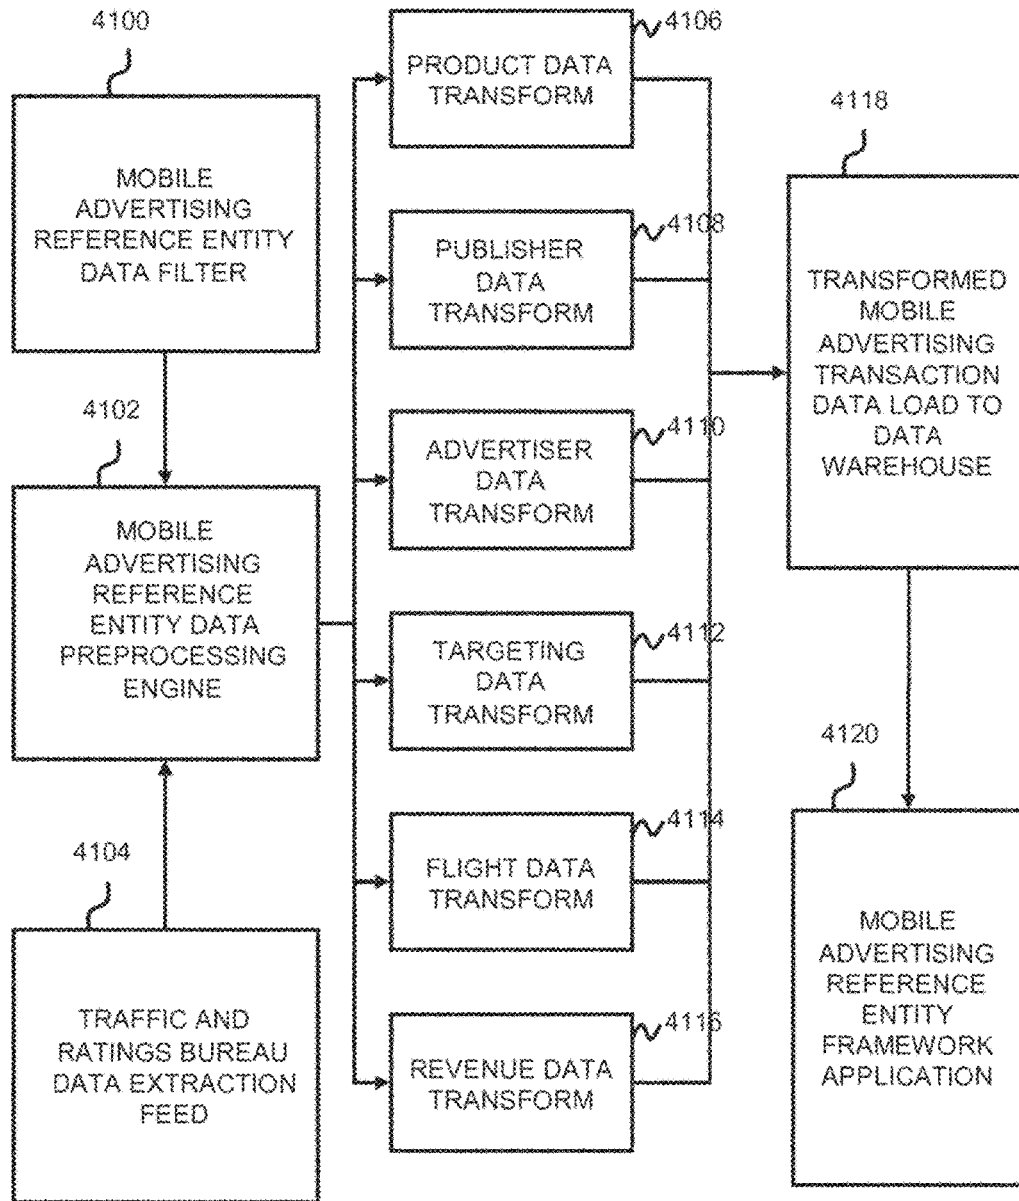 4100
MOBILE
ADVERTISING
REFERENCE ENTITY
DATA FILTER
4102
MOBILE
ADVERTISING
REFERENCE
ENTITY DATA
PREPROCESSING
ENGINE
4104
TRAFFIC AND
RATINGS BUREAU
DATA EXTRACTION
FEED
4106
PRODUCT DATA
TRANSFORM
4108
PUBLISHER
DATA
TRANSFORM
4110
ADVERTISER
DATA
TRANSFORM
4112
TARGETING
DATA
TRANSFORM
4114
FLIGHT DATA
TRANSFORM
4116
REVENUE DATA
TRANSFORM
4118
TRANSFORMED
MOBILE
ADVERTISING
TRANSACTION
DATA LOAD TO
DATA
WAREHOUSE
4120
MOBILE
ADVERTISING
REFERENCE
ENTITY
FRAMEWORK
APPLICATION